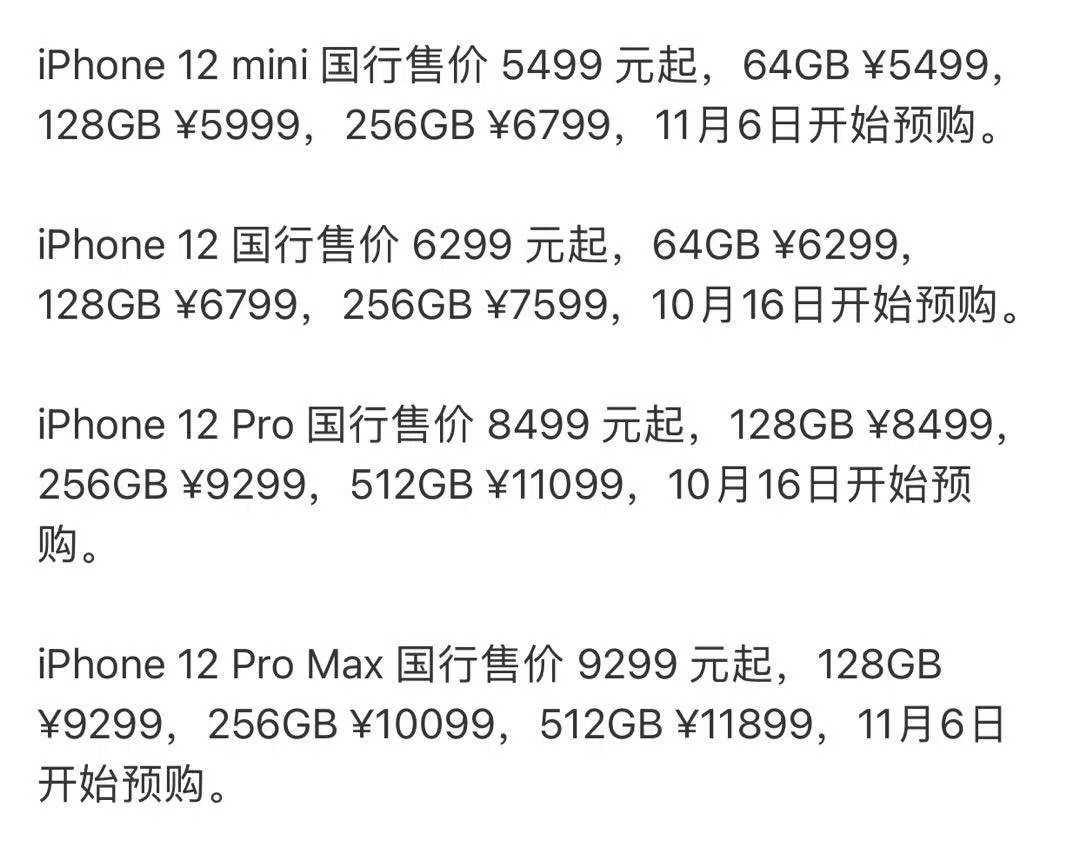 iPhone 12 mini 国行售价 5499 元起，64GB ¥5499，
128GB ¥5999，256GB ¥6799，11月6日开始预购。
iPhone 12 国行售价 6299 元起，64GB ¥6299，
128GB ¥6799，256GB ¥7599，10月16日开始预购。
iPhone 12 Pro 国行售价 8499 元起，128GB ¥8499，
256GB ¥9299，512GB ¥11099，10月16日开始预
购。
iPhone 12 Pro Max 国行售价 9299 元起，128GB
¥9299，256GB ¥10099，512GB ¥11899，11月6日
开始预购。